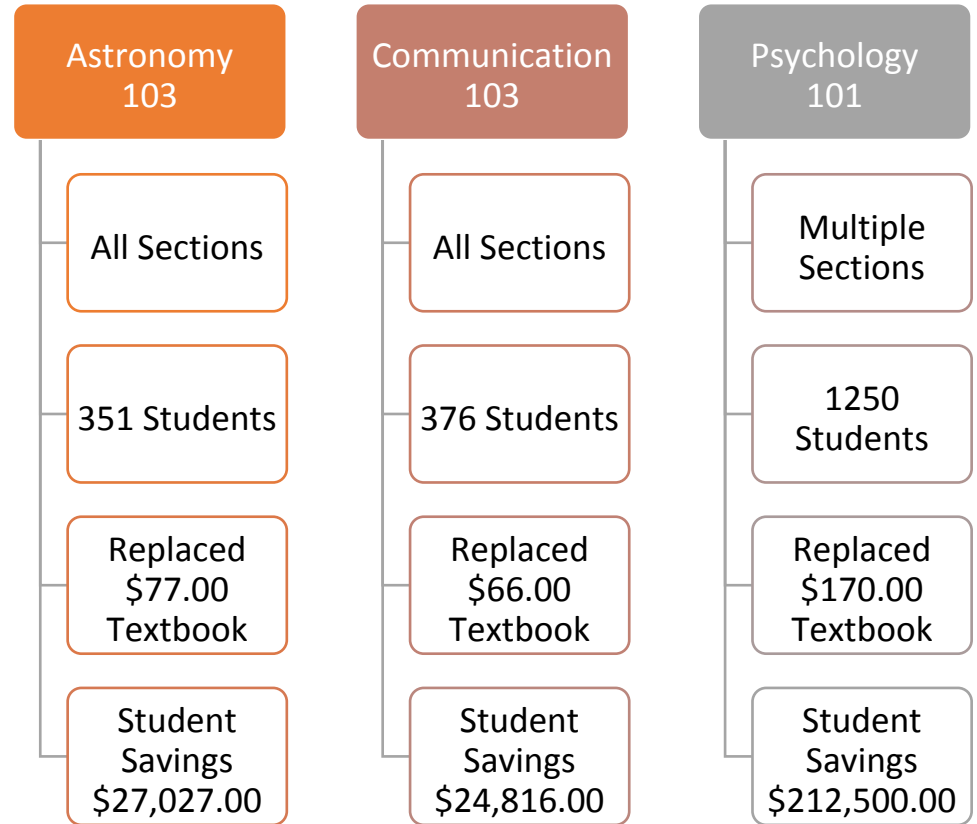 Astronomy
103
All Sections
351 Students
Replaced
$77.00
Textbook
Student
Savings
$27,027.00
Communication
103
All Sections
376 Students
Replaced
$66.00
Textbook
Student
Savings
$24,816.00
Psychology
101
Multiple
Sections
1250
Students
Replaced
$170.00
Textbook
Student
Savings
$212,500.00